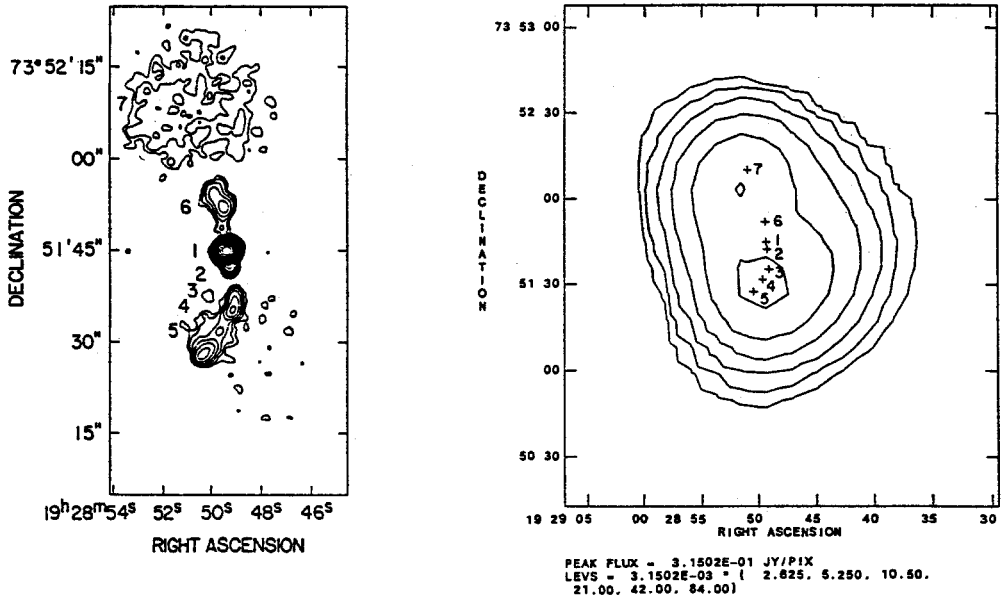 DECLINATION
73°52'15"
00"
51'45"
30"
15"
7
6
1
2
3
4
5
19ʰ28ᵐ54ˢ 52ˢ 50ˢ 48ˢ 46ˢ
RIGHT ASCENSION
DECLINATION
73 53 00
52 30
00
51 30
00
50 30
+7
+6
+1
+2
+3
+4
+5
19 29 05 00 28 55 50 45 40 35 30
RIGHT ASCENSION
PEAK FLUX = 3.1502E-01 JY/PIX
LEVS = 3.1502E-03 * ( 2.625, 5.250, 10.50,
21.00, 42.00, 84.00)